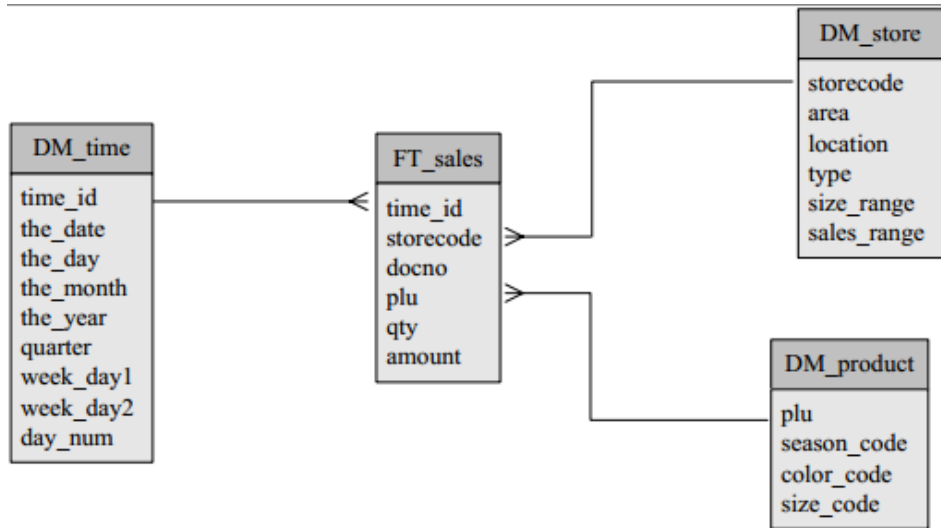 DM_time
time_id
the_date
the_day
the_month
the_year
quarter
week_day1
week_day2
day_num
FT_sales
time_id
storecode
docno
plu
qty
amount
DM_store
storecode
area
location
type
size_range
sales_range
DM_product
plu
season_code
color_code
size_code